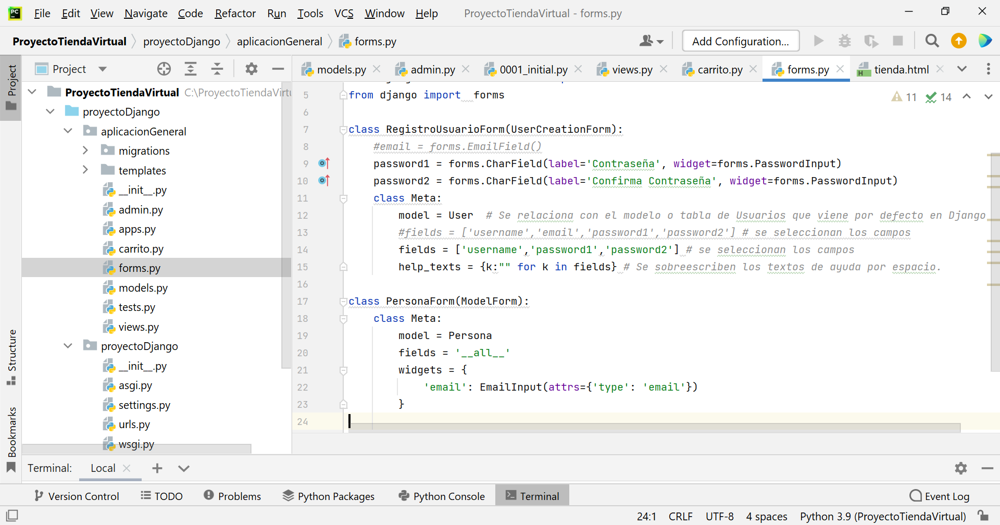 PC File Edit View Navigate Code Refactor Run Tools VCS Window Help ProyectoTiendaVirtual - forms.py
ProyectoTiendaVirtual proyectoDjango aplicacionGeneral forms.py Add Configuration...
Project
Project
models.py admin.py 0001_initial.py views.py carrito.py forms.py tienda.html
ProyectoTiendaVirtual C:\ProyectoTiendaVirtu
proyectoDjango
aplicacionGeneral
migrations
templates
__init__.py
admin.py
apps.py
carrito.py
forms.py
models.py
tests.py
views.py
proyectoDjango
__init__.py
asgi.py
settings.py
urls.py
wsgi.py
Structure
Bookmarks
11 14
5 from django import  forms
6
7 class RegistroUsuarioForm(UserCreationForm):
8 #email = forms.EmailField()
9 password1 = forms.CharField(label='Contraseña', widget=forms.PasswordInput)
10 password2 = forms.CharField(label='Confirma Contraseña', widget=forms.PasswordInput)
11 class Meta:
12 model = User  # Se relaciona con el modelo o tabla de Usuarios que viene por defecto en Django
13 #fields = ['username','email','password1','password2'] # se seleccionan los campos
14 fields = ['username','password1','password2'] # se seleccionan los campos
15 help_texts = {k:"" for k in fields} # Se sobreescriben los textos de ayuda por espacio.
16
17 class PersonaForm(ModelForm):
18 class Meta:
19 model = Persona
20 fields = '__all__'
21 widgets = {
22 'email': EmailInput(attrs={'type': 'email'})
23 }
24
Terminal: Local
Version Control TODO Problems Python Packages Python Console Terminal Event Log
24:1 CRLF UTF-8 4 spaces Python 3.9 (ProyectoTiendaVirtual)